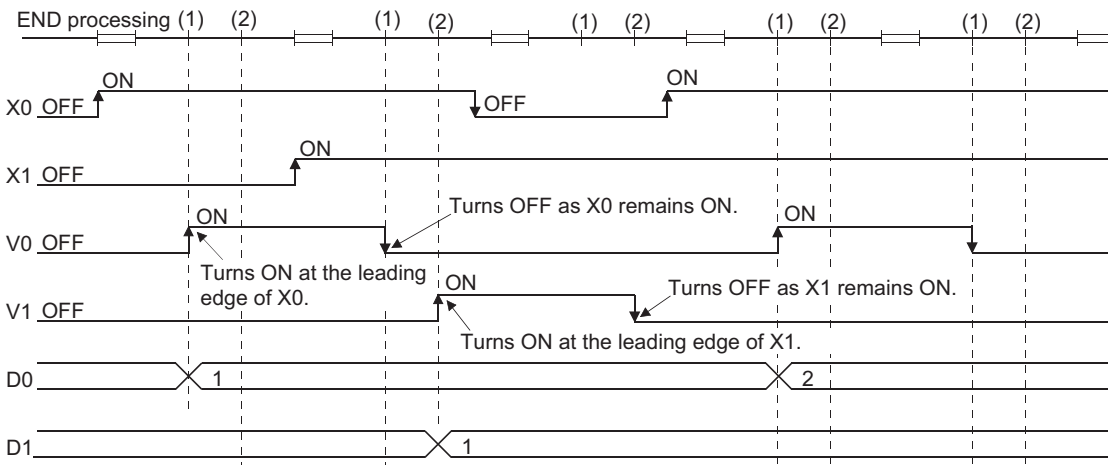 END processing (1) (2) (1) (2) (1) (2) (1) (2) (1) (2)
ON ON
X0 OFF OFF
ON
X1 OFF
Turns OFF as X0 remains ON.
ON ON
V0 OFF
Turns ON at the leading
edge of X0.
ON Turns OFF as X1 remains ON.
V1 OFF
Turns ON at the leading edge of X1.
D0 1 2
D1 1